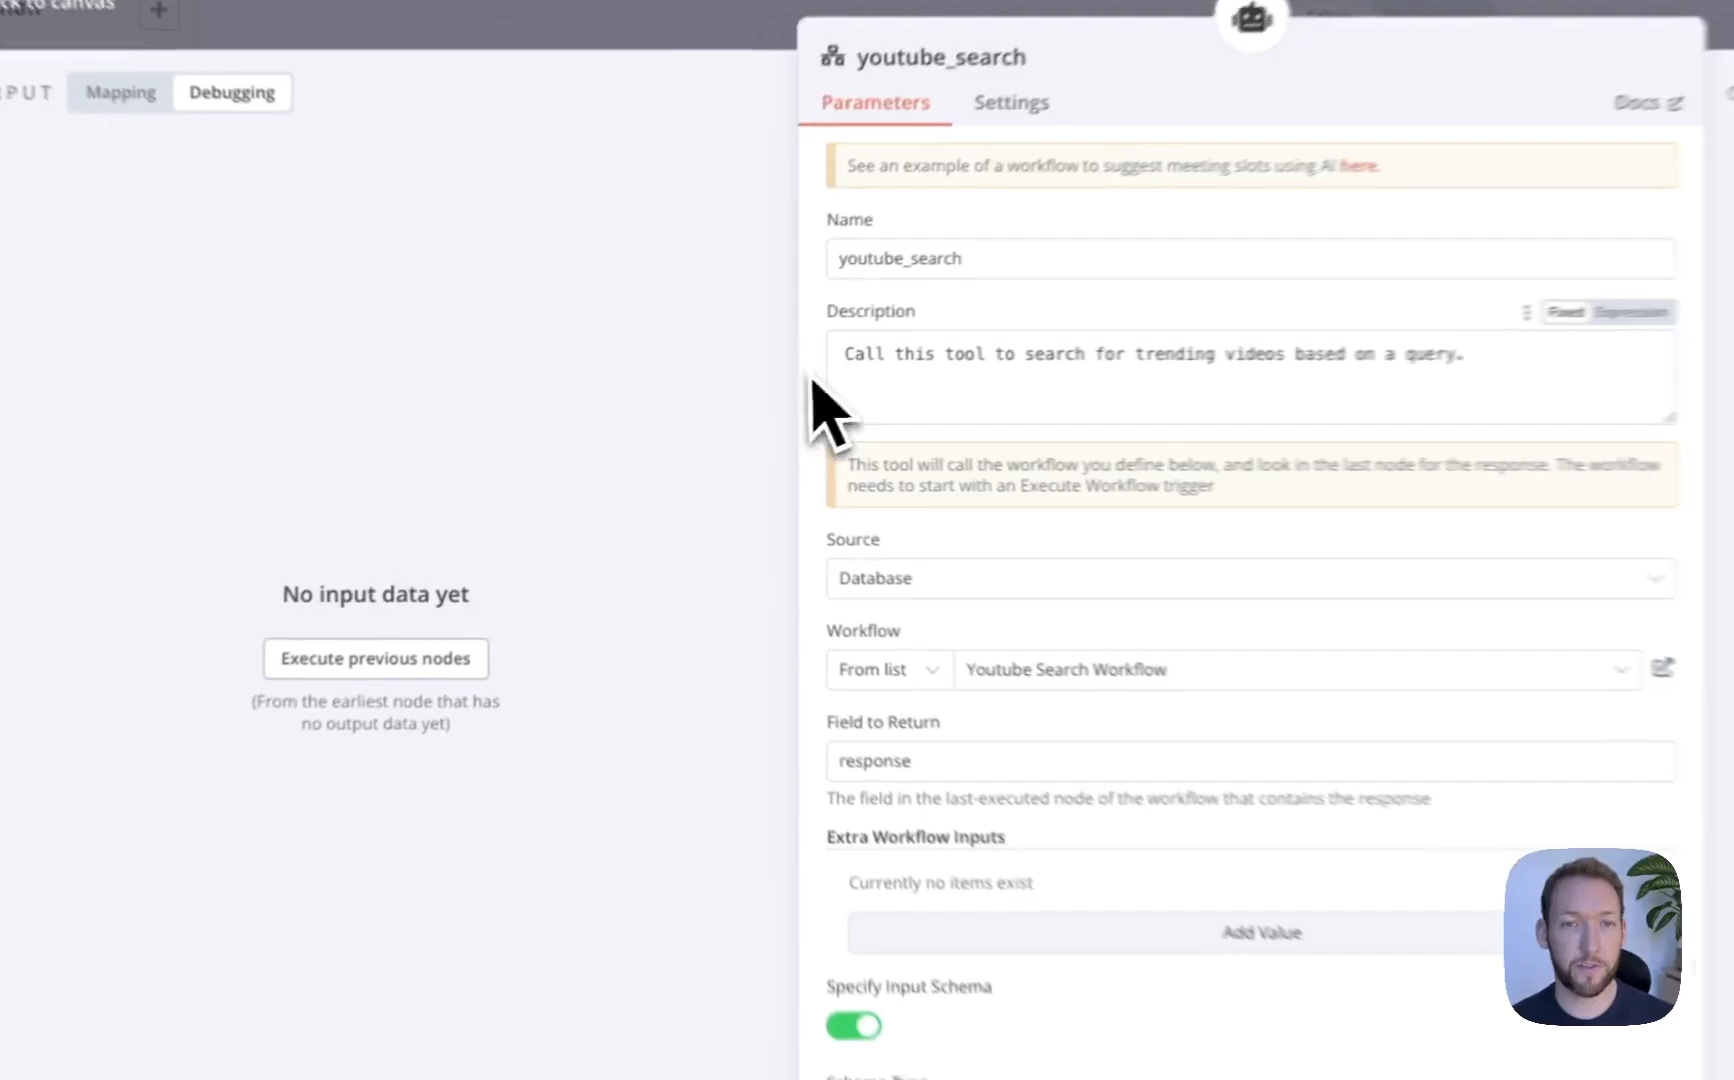 to canvas
PUT
Mapping
Debugging
No input data yet
Execute previous nodes
(From the earliest node that has
no output data yet)
youtube_search
Parameters
Settings
Docs
See an example of a workflow to suggest meeting slots using AI here.
Name
youtube_search
Description
Fixed
Expression
Call this tool to search for trending videos based on a query.
This tool will call the workflow you define below, and look in the last node for the response. The workflow
needs to start with an Execute Workflow trigger
Source
Database
Workflow
From list
Youtube Search Workflow
Field to Return
response
The field in the last-executed node of the workflow that contains the response
Extra Workflow Inputs
Currently no items exist
Add Value
Specify Input Schema